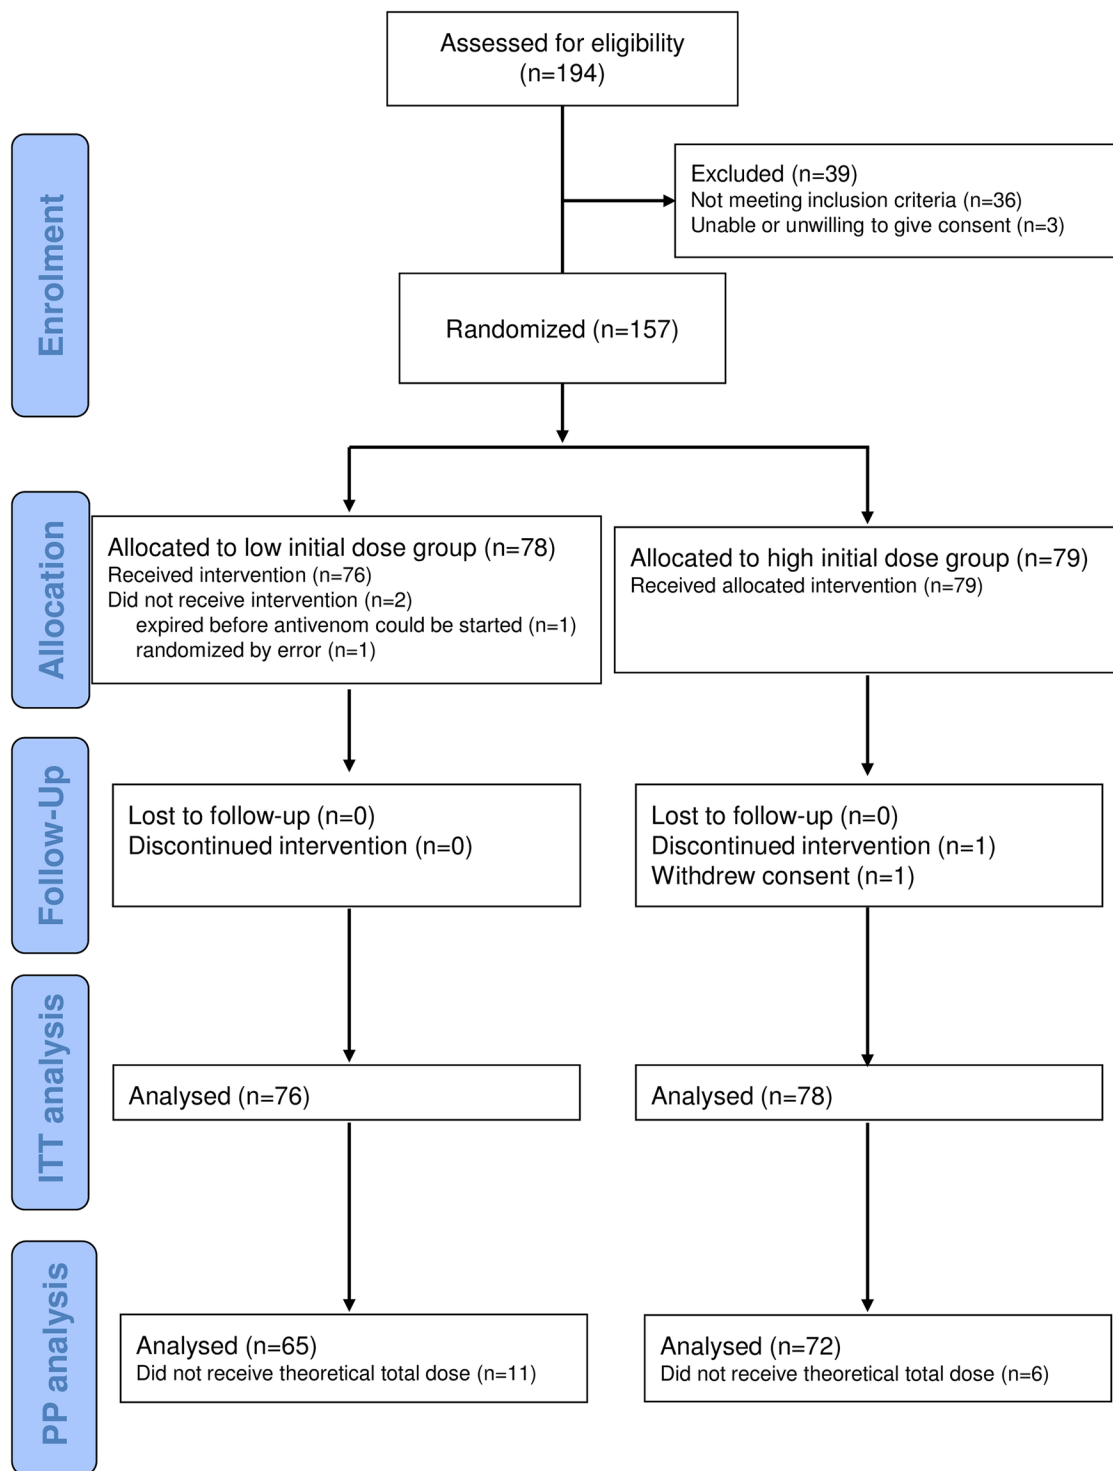 Assessed for eligibility
(n=194)
Enrolment
Excluded (n=39)
Not meeting inclusion criteria (n=36)
Unable or unwilling to give consent (n=3)
Randomized (n=157)
Allocation
Allocated to low initial dose group (n=78)
Received intervention (n=76)
Did not receive intervention (n=2)
expired before antivenom could be started (n=1)
randomized by error (n=1)
Allocated to high initial dose group (n=79)
Received allocated intervention (n=79)
Follow-Up
Lost to follow-up (n=0)
Discontinued intervention (n=0)
Lost to follow-up (n=0)
Discontinued intervention (n=1)
Withdrew consent (n=1)
ITT analysis
Analysed (n=76)
Analysed (n=78)
PP analysis
Analysed (n=65)
Did not receive theoretical total dose (n=11)
Analysed (n=72)
Did not receive theoretical total dose (n=6)